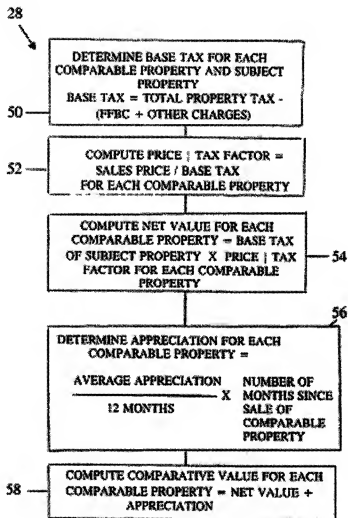 28
DETERMINE BASE TAX FOR EACH
COMPARABLE PROPERTY AND SUBJECT
PROPERTY
BASE TAX = TOTAL PROPERTY TAX -
(FFBC + OTHER CHARGES)
50
COMPUTE PRICE | TAX FACTOR =
SALES PRICE / BASE TAX
FOR EACH COMPARABLE PROPERTY
52
COMPUTE NET VALUE FOR EACH
COMPARABLE PROPERTY = BASE TAX
OF SUBJECT PROPERTY X PRICE | TAX
FACTOR FOR EACH COMPARABLE
PROPERTY
54
56
DETERMINE APPRECIATION FOR EACH
COMPARABLE PROPERTY =
AVERAGE APPRECIATION
12 MONTHS
X
NUMBER OF
MONTHS SINCE
SALE OF
COMPARABLE
PROPERTY
COMPUTE COMPARATIVE VALUE FOR EACH
COMPARABLE PROPERTY = NET VALUE +
APPRECIATION
58